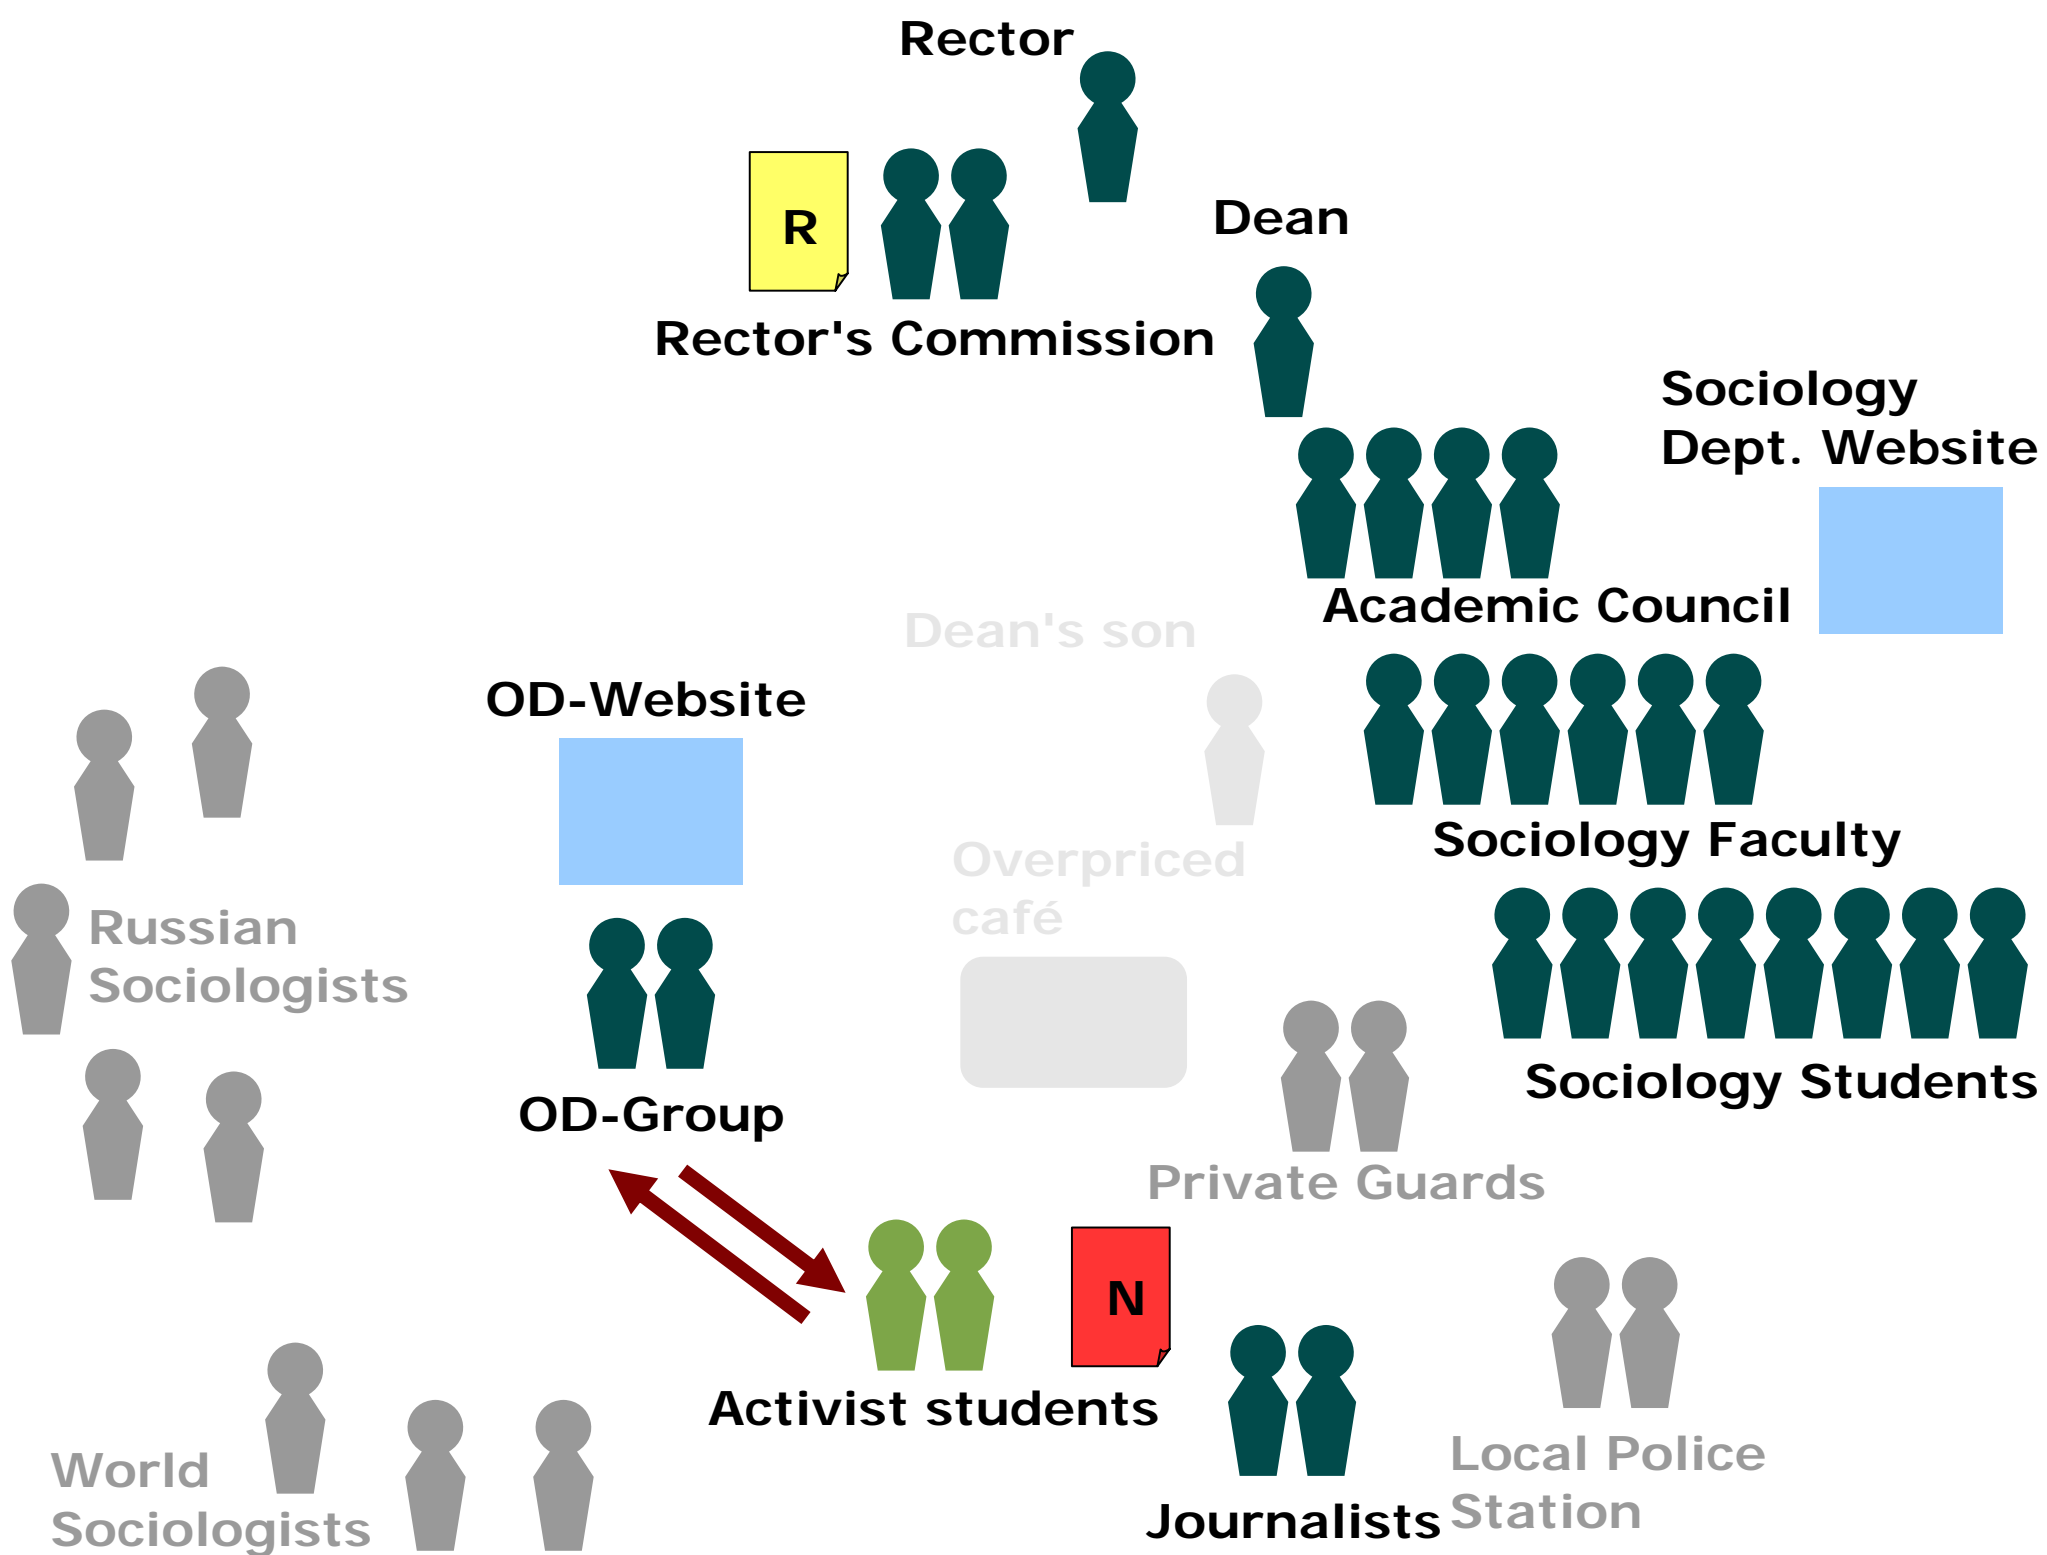 Rector
R
Dean
Rector's Commission
Sociology
Dept. Website
Academic Council
Dean's son
OD-Website
Sociology Faculty
Overpriced
café
Russian
Sociologists
Sociology Students
OD-Group
Private Guards
N
Activist students
World
Sociologists
Local Police
Station
Journalists